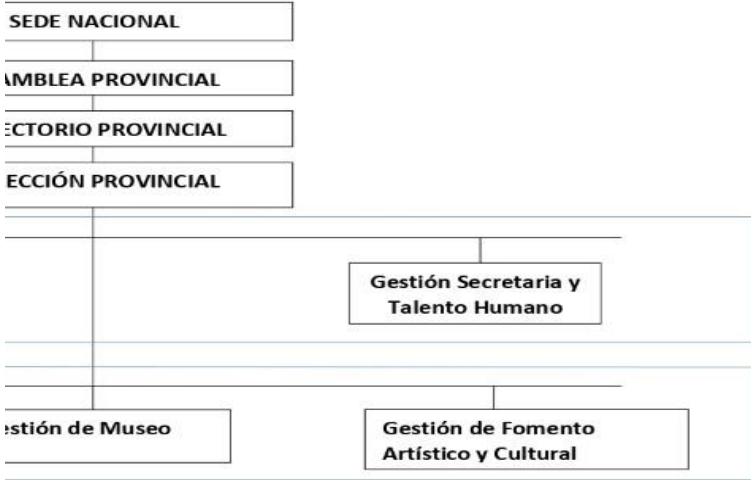 SEDE NACIONAL
AMBLEA PROVINCIAL
ECTORIO PROVINCIAL
ECCIÓN PROVINCIAL
Gestión Secretaria y
Talento Humano
estión de Museo
Gestión de Fomento
Artístico y Cultural